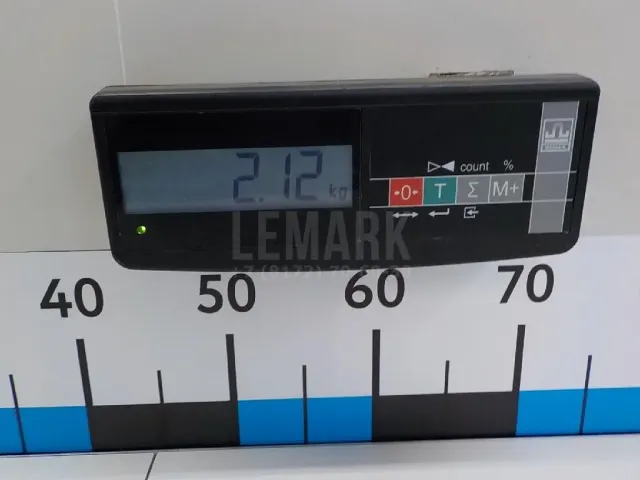 2.12 kg
count %
→0← T Σ M+
LEMARK
40 50 60 70